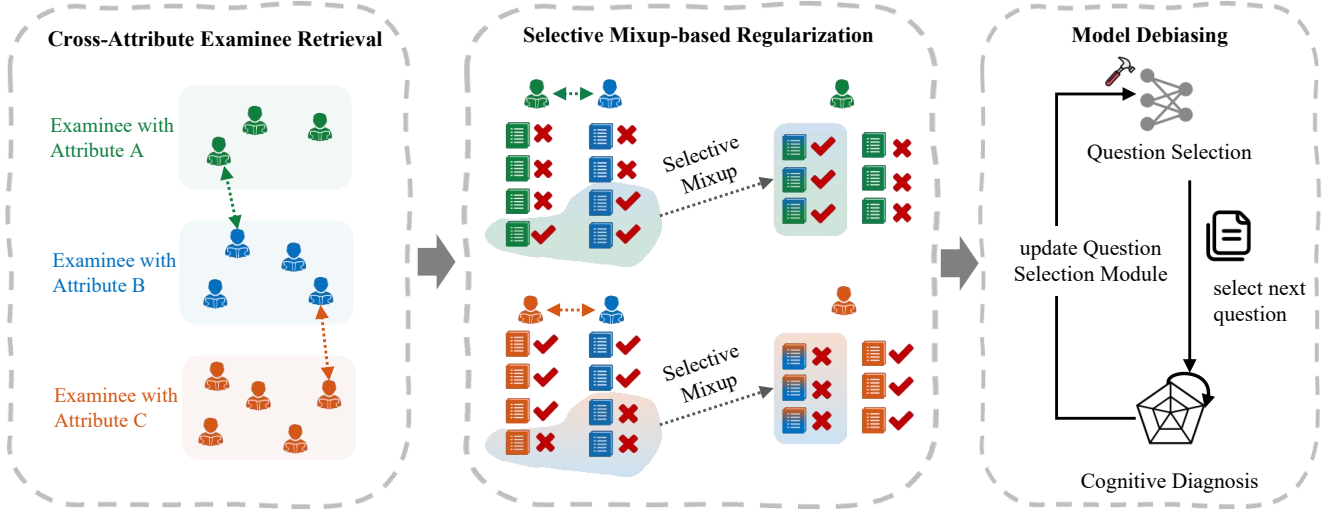 Cross-Attribute Examinee Retrieval
Examinee with
Attribute A
Examinee with
Attribute B
Examinee with
Attribute C
Selective Mixup-based Regularization
Selective
Mixup
Selective
Mixup
Model Debiasing
Question Selection
update Question
Selection Module
select next
question
Cognitive Diagnosis